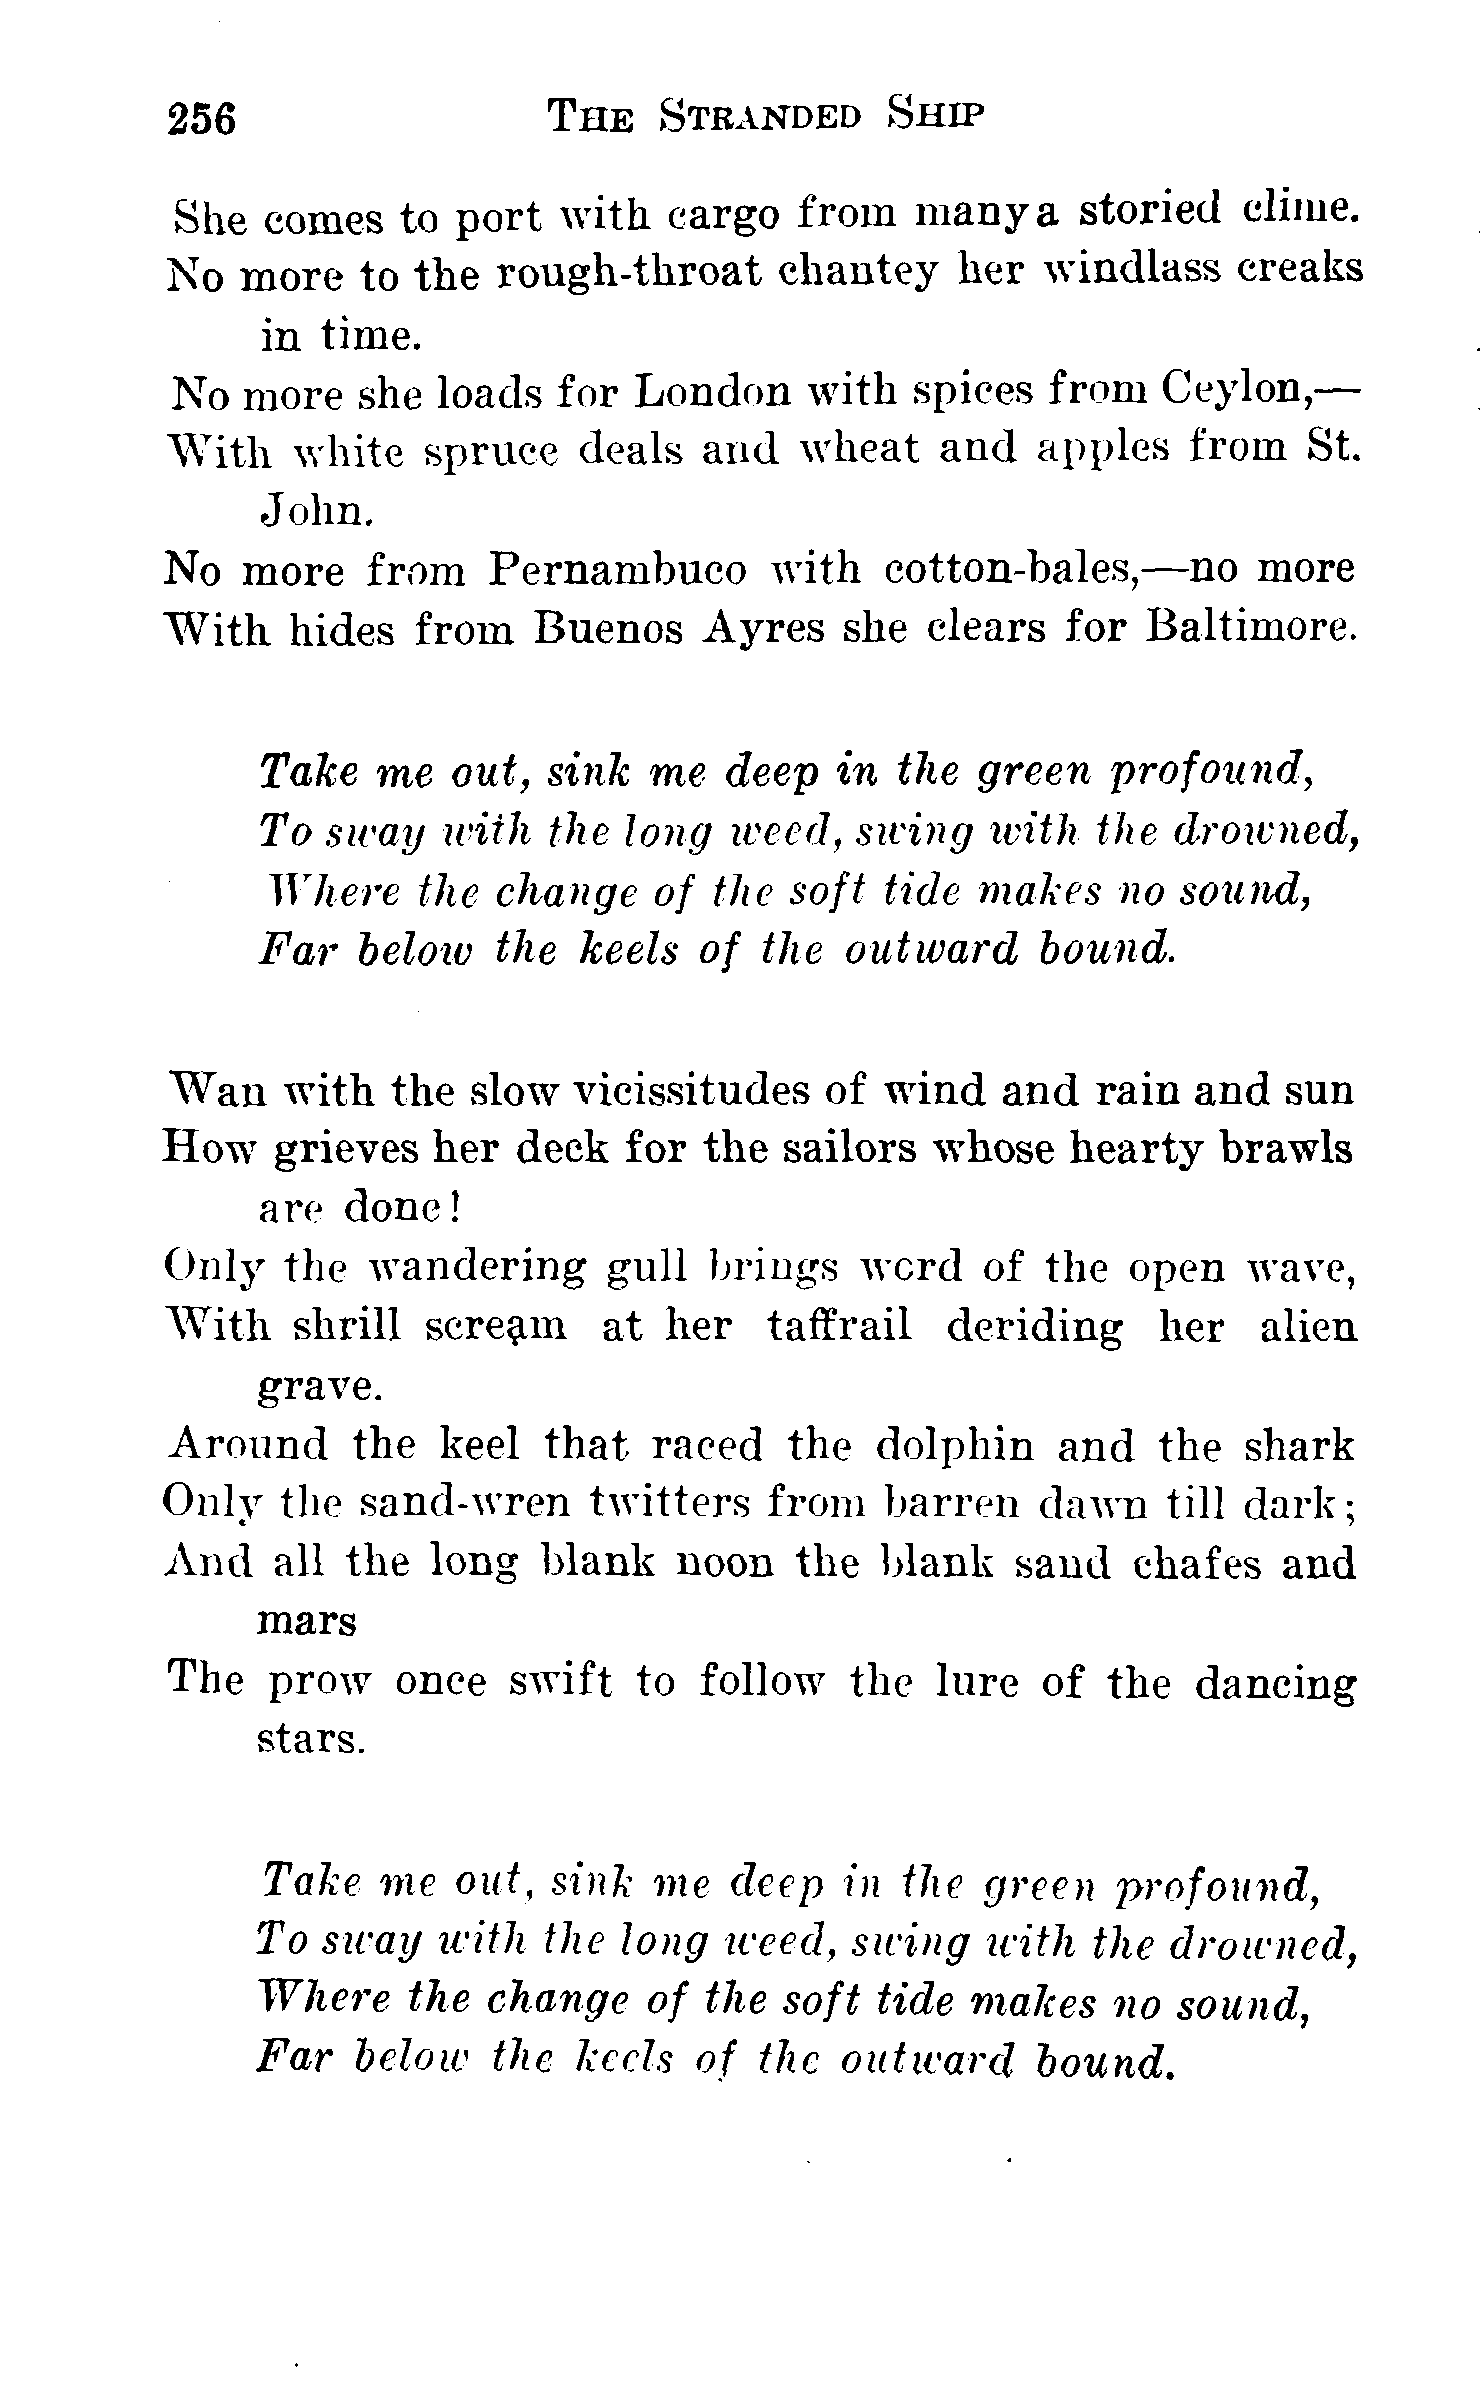 256 THE STRANDED SHIP
She comes to port with cargo from many a storied clime.
No more to the rough-throat chantey her windlass creaks
in time.
No more she loads for London with spices from Ceylon,—
With white spruce deals and wheat and apples from St.
John.
No more from Pernambuco with cotton-bales,—no more
With hides from Buenos Ayres she clears for Baltimore.
Take me out, sink me deep in the green profound,
To sway with the long weed, swing with the drowned,
Where the change of the soft tide makes no sound,
Far below the keels of the outward bound.
Wan with the slow vicissitudes of wind and rain and sun
How grieves her deck for the sailors whose hearty brawls
are done!
Only the wandering gull brings word of the open wave,
With shrill scream at her taffrail deriding her alien
grave.
Around the keel that raced the dolphin and the shark
Only the sand-wren twitters from barren dawn till dark;
And all the long blank noon the blank sand chafes and
mars
The prow once swift to follow the lure of the dancing
stars.
Take me out, sink me deep in the green profound,
To sway with the long weed, swing with the drowned,
Where the change of the soft tide makes no sound,
Far below the keels of the outward bound.